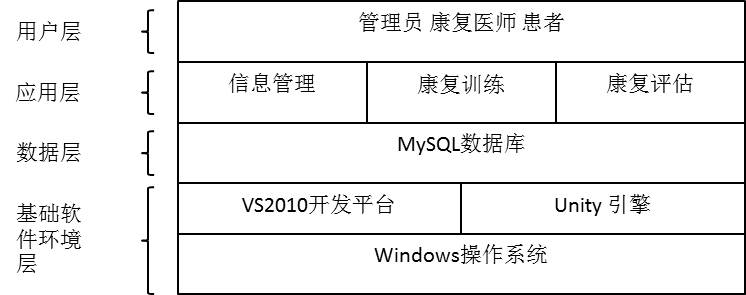 用户层
管理员 康复医师 患者
应用层
信息管理
康复训练
康复评估
数据层
MySQL数据库
基础软
件环境
层
VS2010开发平台
Unity 引擎
Windows操作系统